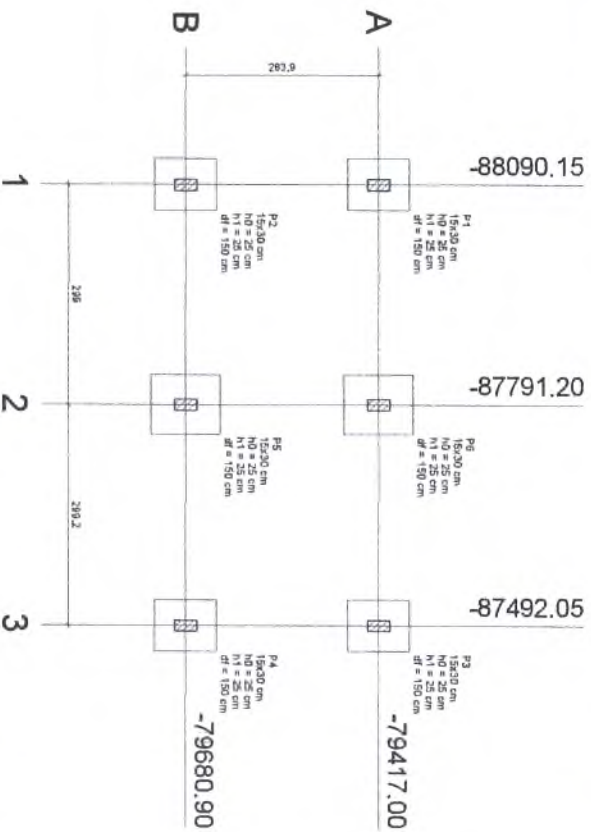 B
A
263,9
-88090.15
1
P2
15x30 cm
h0 = 25 cm
h1 = 25 cm
df = 150 cm
P1
15x30 cm
h0 = 25 cm
h1 = 25 cm
df = 150 cm
299
-87791.20
2
P5
15x30 cm
h0 = 25 cm
h1 = 25 cm
df = 150 cm
P6
15x30 cm
h0 = 25 cm
h1 = 25 cm
df = 150 cm
299,2
-87492.05
3
P4
15x30 cm
h0 = 25 cm
h1 = 25 cm
df = 150 cm
P3
15x30 cm
h0 = 25 cm
h1 = 25 cm
df = 150 cm
-79680.90
-79417.00